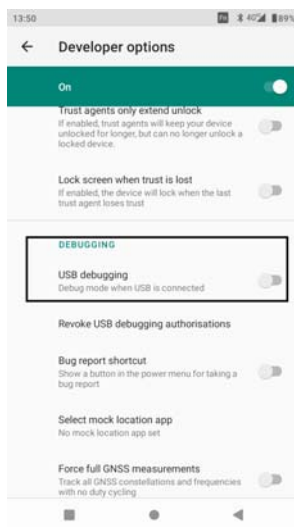 13:50 4G 89%
Developer options
On
Trust agents only extend unlock
If enabled, trust agents will keep your device
unlocked for longer, but can no longer unlock a
locked device.
Lock screen when trust is lost
If enabled, the device will lock when the last
trust agent loses trust
DEBUGGING
USB debugging
Debug mode when USB is connected
Revoke USB debugging authorisations
Bug report shortcut
Show a button in the power menu for taking a
bug report
Select mock location app
No mock location app set
Force full GNSS measurements
Track all GNSS constellations and frequencies
with no duty cycling